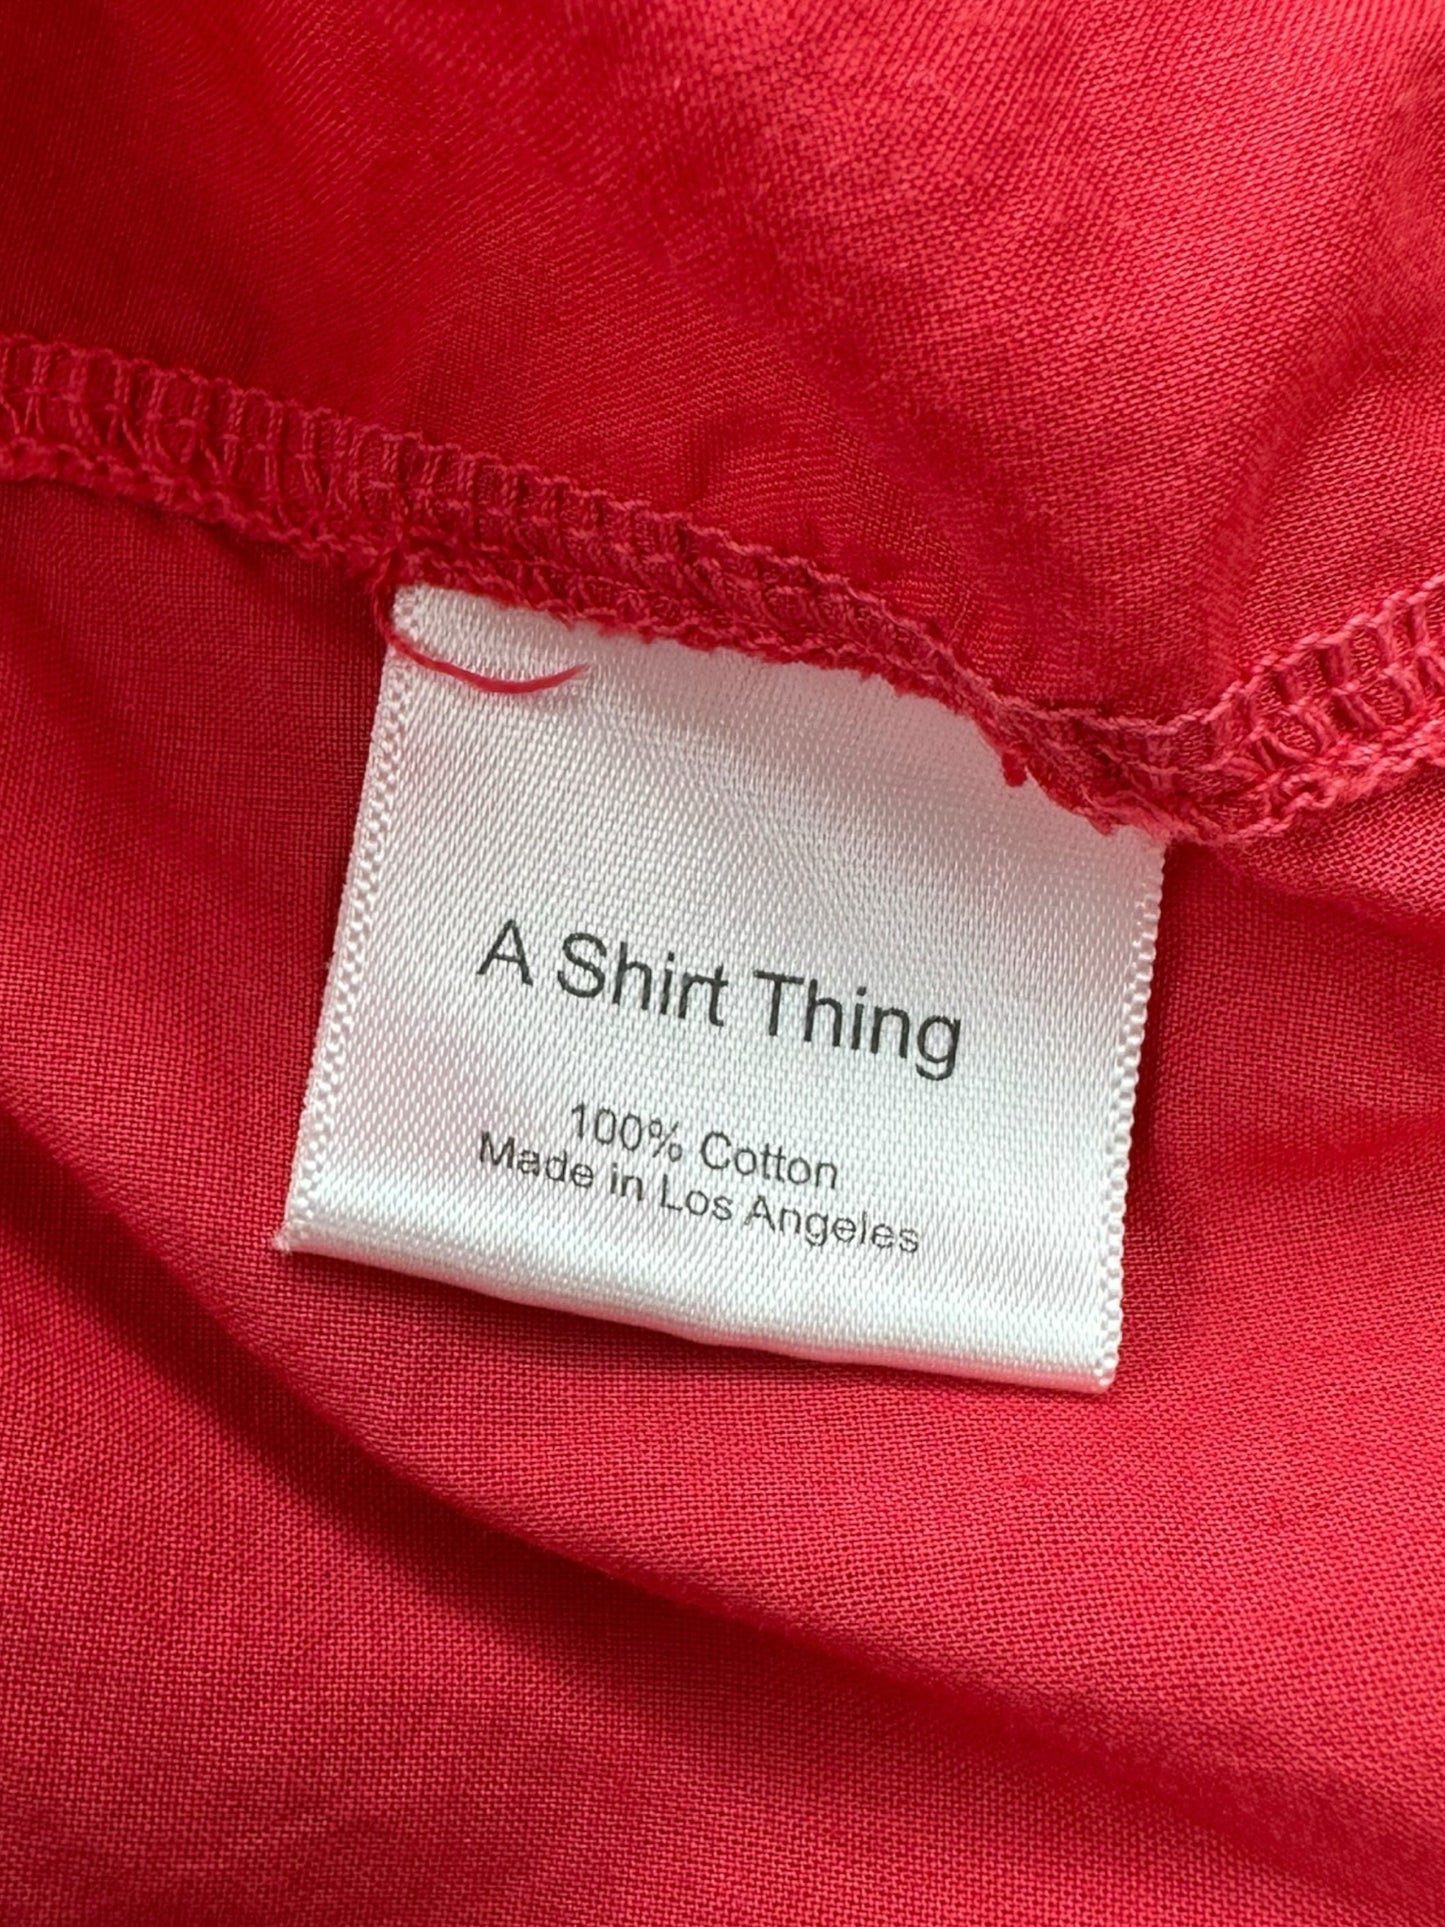 A Shirt Thing
100% Cotton
Made in Los Angeles